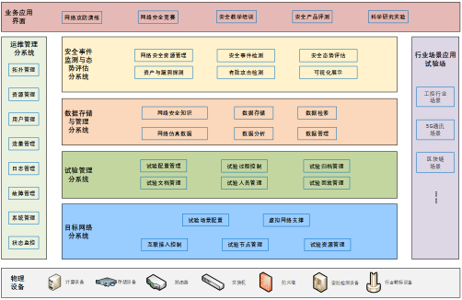 业务应用
界面
网络攻防演练
网络安全竞赛
安全教学培训
安全产品评测
科学研究实验
运维管理
分系统
拓扑管理
资源管理
用户管理
流量管理
日志管理
故障管理
系统管理
状态监控
安全事件
监测与态
势评估
分系统
网络安全资源管理
安全事件检测
安全态势评估
资产与漏洞探测
有效攻击检测
可视化展示
数据存储
与管理
分系统
网络安全知识
数据存储
数据检索
网络仿真数据
数据分析
数据管理
试验管理
分系统
试验配置管理
试验过程控制
试验归档管理
试验文档管理
试验人员管理
试验数据管理
目标网络
分系统
试验场景配置
虚拟网络支撑
互联接入控制
试验节点管理
试验资源管理
行业场景应用
试验场
工控行业
场景
5G通讯
场景
区块链
场景
物理
设备
计算设备
存储设备
路由器
交换机
防火墙
安全检测设备
行业靶标设备